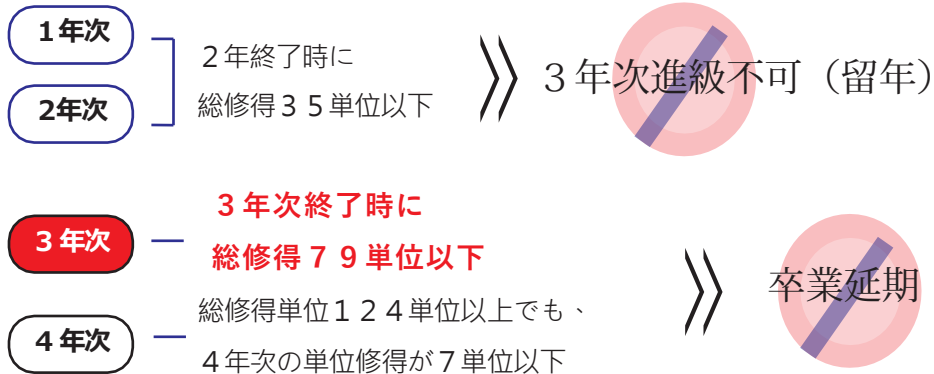 １年次
２年終了時に
総修得３５単位以下
３年次進級不可（留年）
2年次
３年次
３年次終了時に
総修得７９単位以下
卒業延期
４年次
総修得単位１２４単位以上でも、
４年次の単位修得が７単位以下